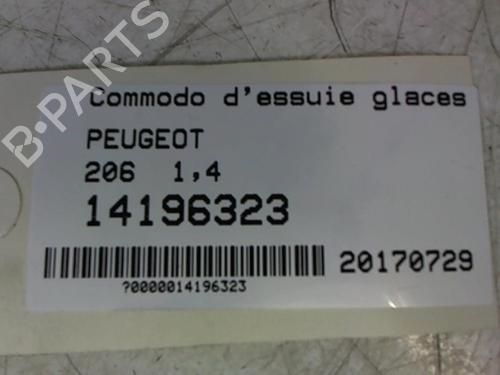 B-PARTS
Commodo d'essuie glaces
PEUGEOT
206 1,4
14196323
20170729
?0000014196323